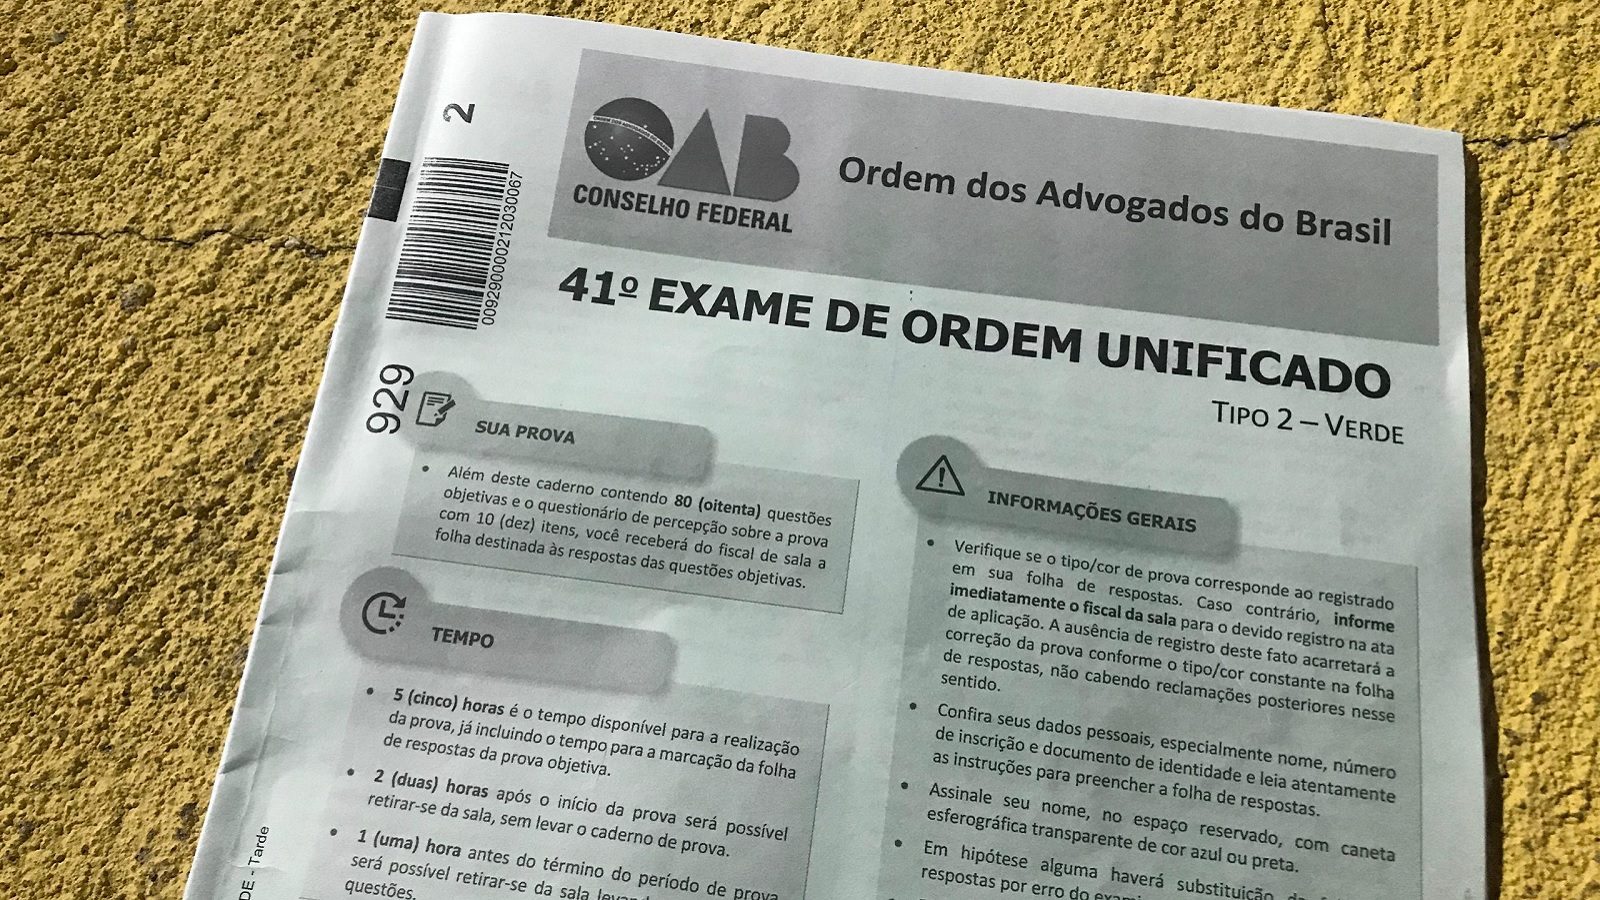 2
009290000212030067
929
OAB
CONSELHO FEDERAL
Ordem dos Advogados do Brasil
41º EXAME DE ORDEM UNIFICADO
TIPO 2 – VERDE
SUA PROVA
• Além deste caderno contendo 80 (oitenta) questões
objetivas e o questionário de percepção sobre a prova
com 10 (dez) itens, você receberá do fiscal de sala a
folha destinada às respostas das questões objetivas.
TEMPO
• 5 (cinco) horas é o tempo disponível para a realização
da prova, já incluindo o tempo para a marcação da folha
de respostas da prova objetiva.
• 2 (duas) horas após o início da prova será possível
retirar-se da sala, sem levar o caderno de prova.
• 1 (uma) hora antes do término do período de prova
será possível retirar-se da sala
questões.
INFORMAÇÕES GERAIS
• Verifique se o tipo/cor de prova corresponde ao registrado
em sua folha de respostas. Caso contrário, informe
imediatamente o fiscal da sala para o devido registro na ata
de aplicação. A ausência de registro deste fato acarretará a
correção da prova conforme o tipo/cor constante na folha
de respostas, não cabendo reclamações posteriores nesse
sentido.
• Confira seus dados pessoais, especialmente nome, número
de inscrição e documento de identidade e leia atentamente
as instruções para preencher a folha de respostas.
• Assinale seu nome, no espaço reservado, com caneta
esferográfica transparente de cor azul ou preta.
• Em hipótese alguma haverá substituição
respostas por erro do
DE - Tarde